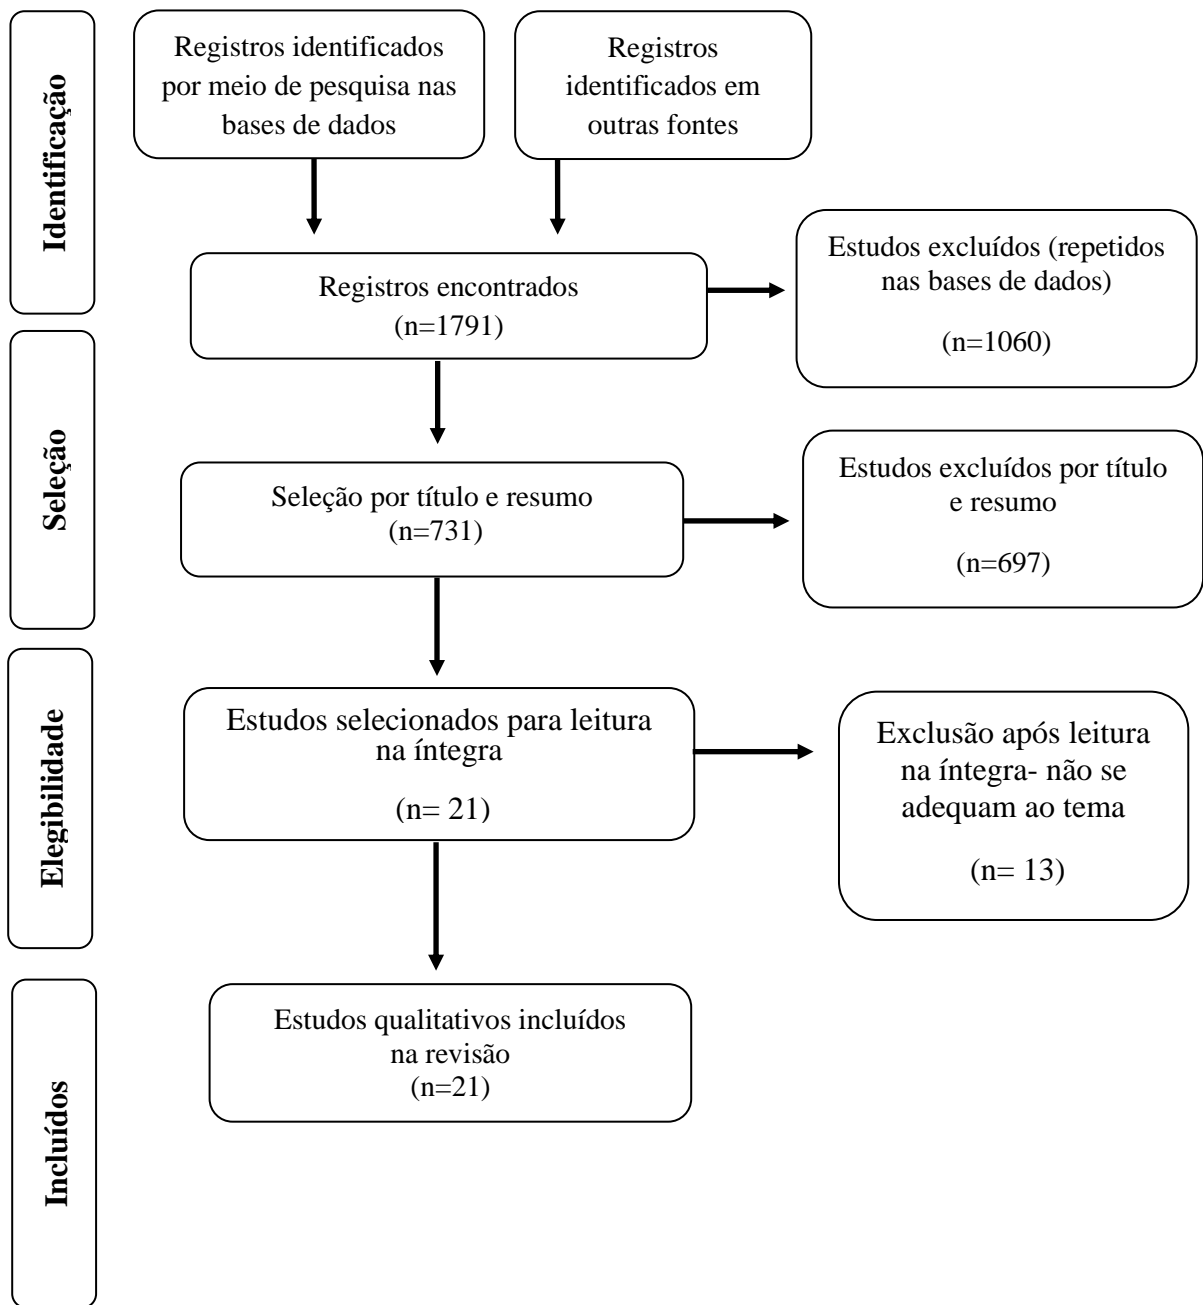 Identificação
Registros identificados
por meio de pesquisa nas
bases de dados
Registros
identificados em
outras fontes
Registros encontrados
(n=1791)
Estudos excluídos (repetidos
nas bases de dados)
(n=1060)
Seleção
Seleção por título e resumo
(n=731)
Estudos excluídos por título
e resumo
(n=697)
Elegibilidade
Estudos selecionados para leitura
na íntegra
(n= 21)
Exclusão após leitura
na íntegra- não se
adequam ao tema
(n= 13)
Incluídos
Estudos qualitativos incluídos
na revisão
(n=21)